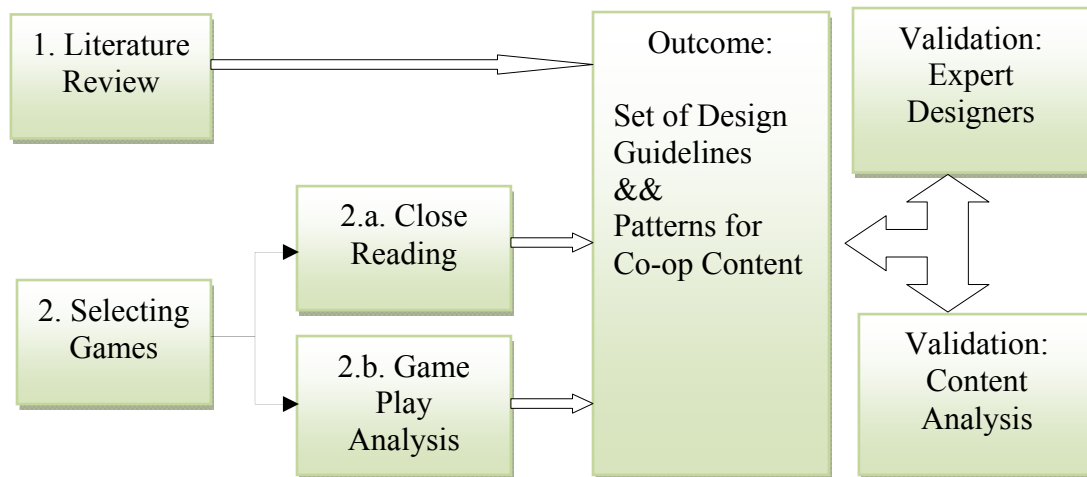 1. Literature
Review
2. Selecting
Games
2.a. Close
Reading
2.b. Game
Play
Analysis
Outcome:
Set of Design
Guidelines
&&
Patterns for
Co-op Content
Validation:
Expert
Designers
Validation:
Content
Analysis